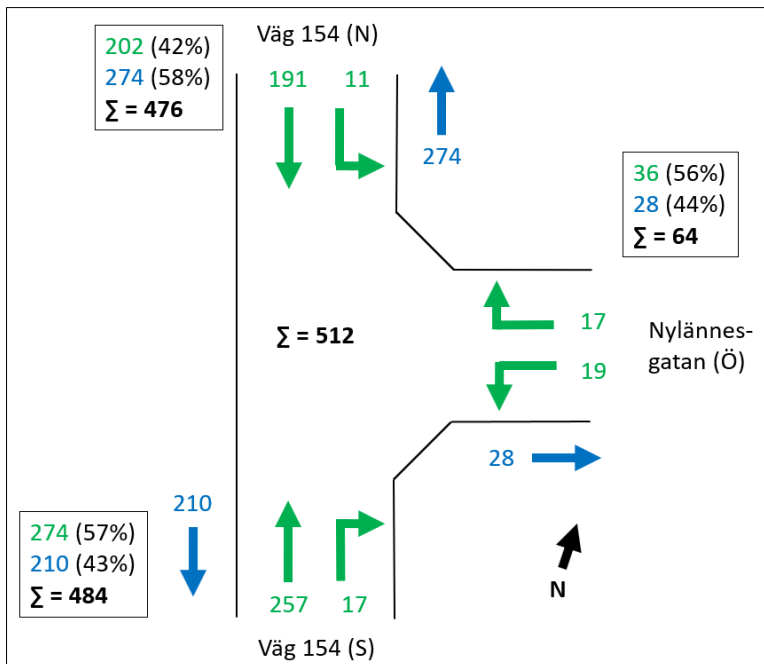 Väg 154 (N)
202 (42%)
274 (58%)
∑ = 476
191
11
274
36 (56%)
28 (44%)
∑ = 64
17
Nylännes-
gatan (Ö)
∑ = 512
19
28
210
274 (57%)
210 (43%)
∑ = 484
257
17
N
Väg 154 (S)